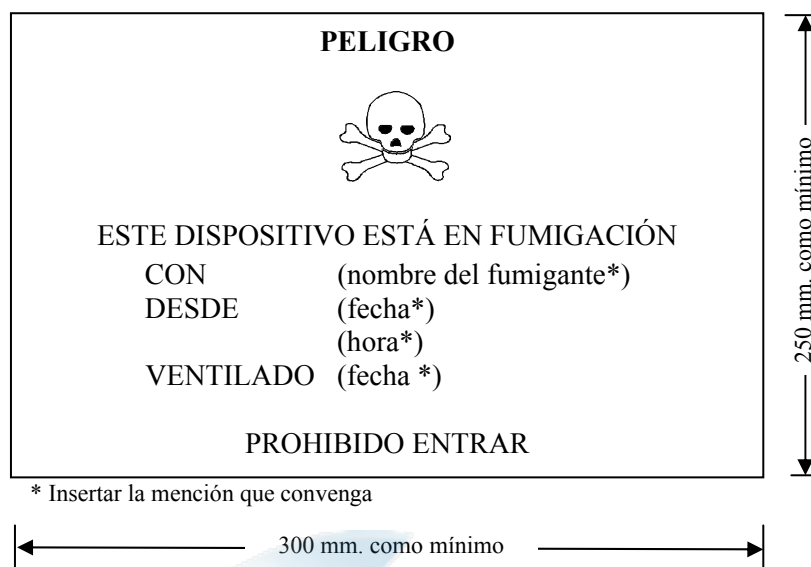 PELIGRO
ESTE DISPOSITIVO ESTÁ EN FUMIGACIÓN
CON (nombre del fumigante*)
DESDE (fecha*)
(hora*)
VENTILADO (fecha *)
PROHIBIDO ENTRAR
250 mm. como mínimo
* Insertar la mención que convenga
300 mm. como mínimo